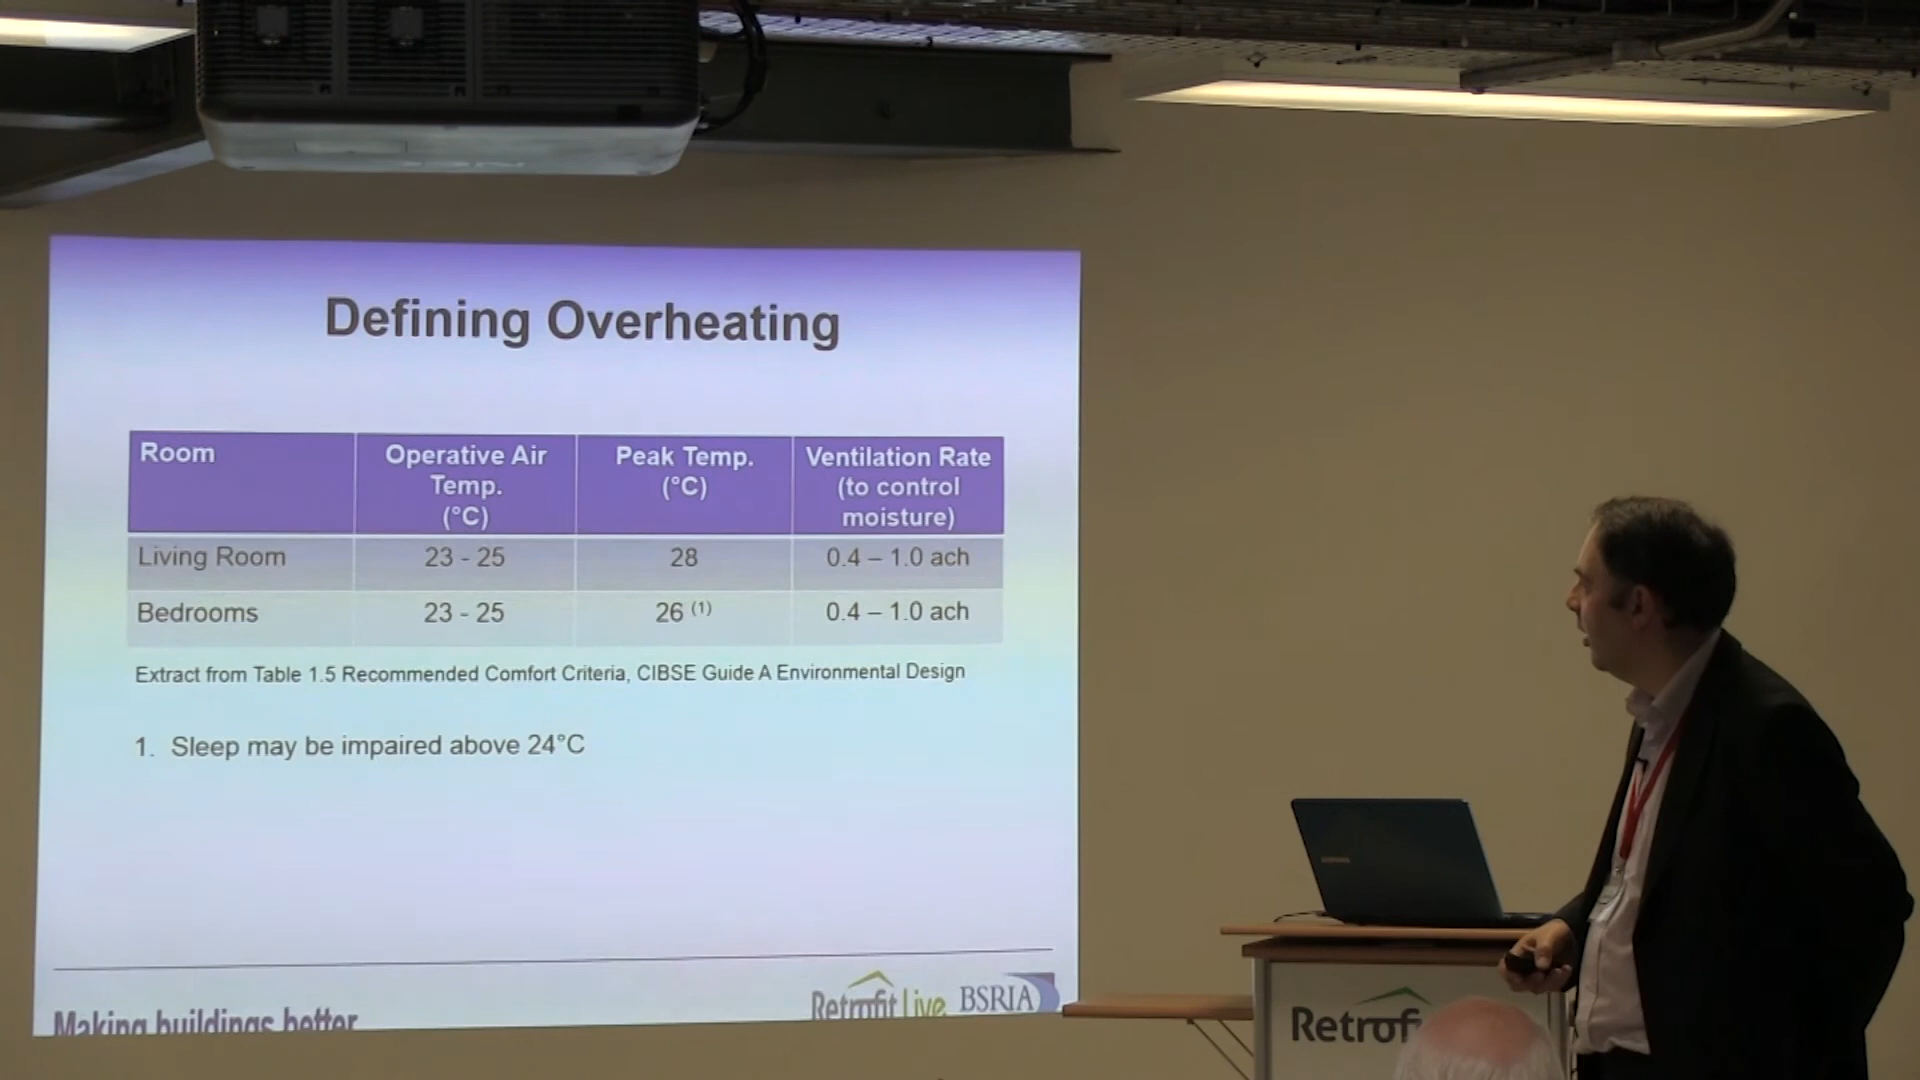 Defining Overheating
Room
Operative Air
Temp.
(°C)
Peak Temp.
(°C)
Ventilation Rate
(to control
moisture)
Living Room
23 - 25
28
0.4 – 1.0 ach
Bedrooms
23 - 25
26 (1)
0.4 – 1.0 ach
Extract from Table 1.5 Recommended Comfort Criteria, CIBSE Guide A Environmental Design
1. Sleep may be impaired above 24°C
Making buildings better
Retrofit Live
BSRIA
Retrof